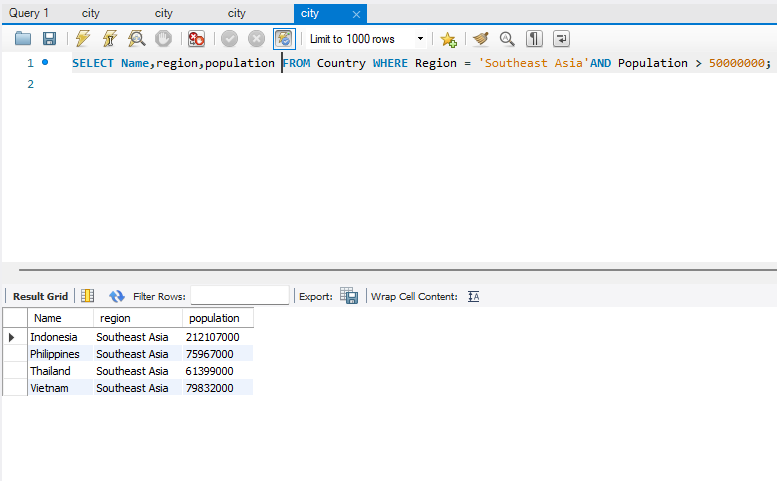 Query 1 city city city city
Limit to 1000 rows
1 SELECT Name,region,population FROM Country WHERE Region = 'Southeast Asia'AND Population > 50000000;
2
Result Grid Filter Rows: Export: Wrap Cell Content:
Name region population
Indonesia Southeast Asia 212107000
Philippines Southeast Asia 75967000
Thailand Southeast Asia 61399000
Vietnam Southeast Asia 79832000